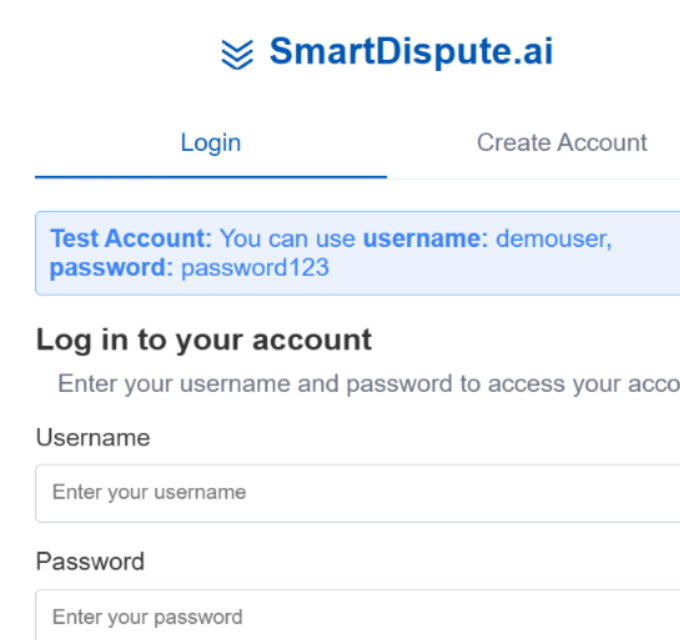 SmartDispute.ai
Login
Create Account
Test Account: You can use username: demouser,
password: password123
Log in to your account
Enter your username and password to access your acco
Username
Enter your username
Password
Enter your password